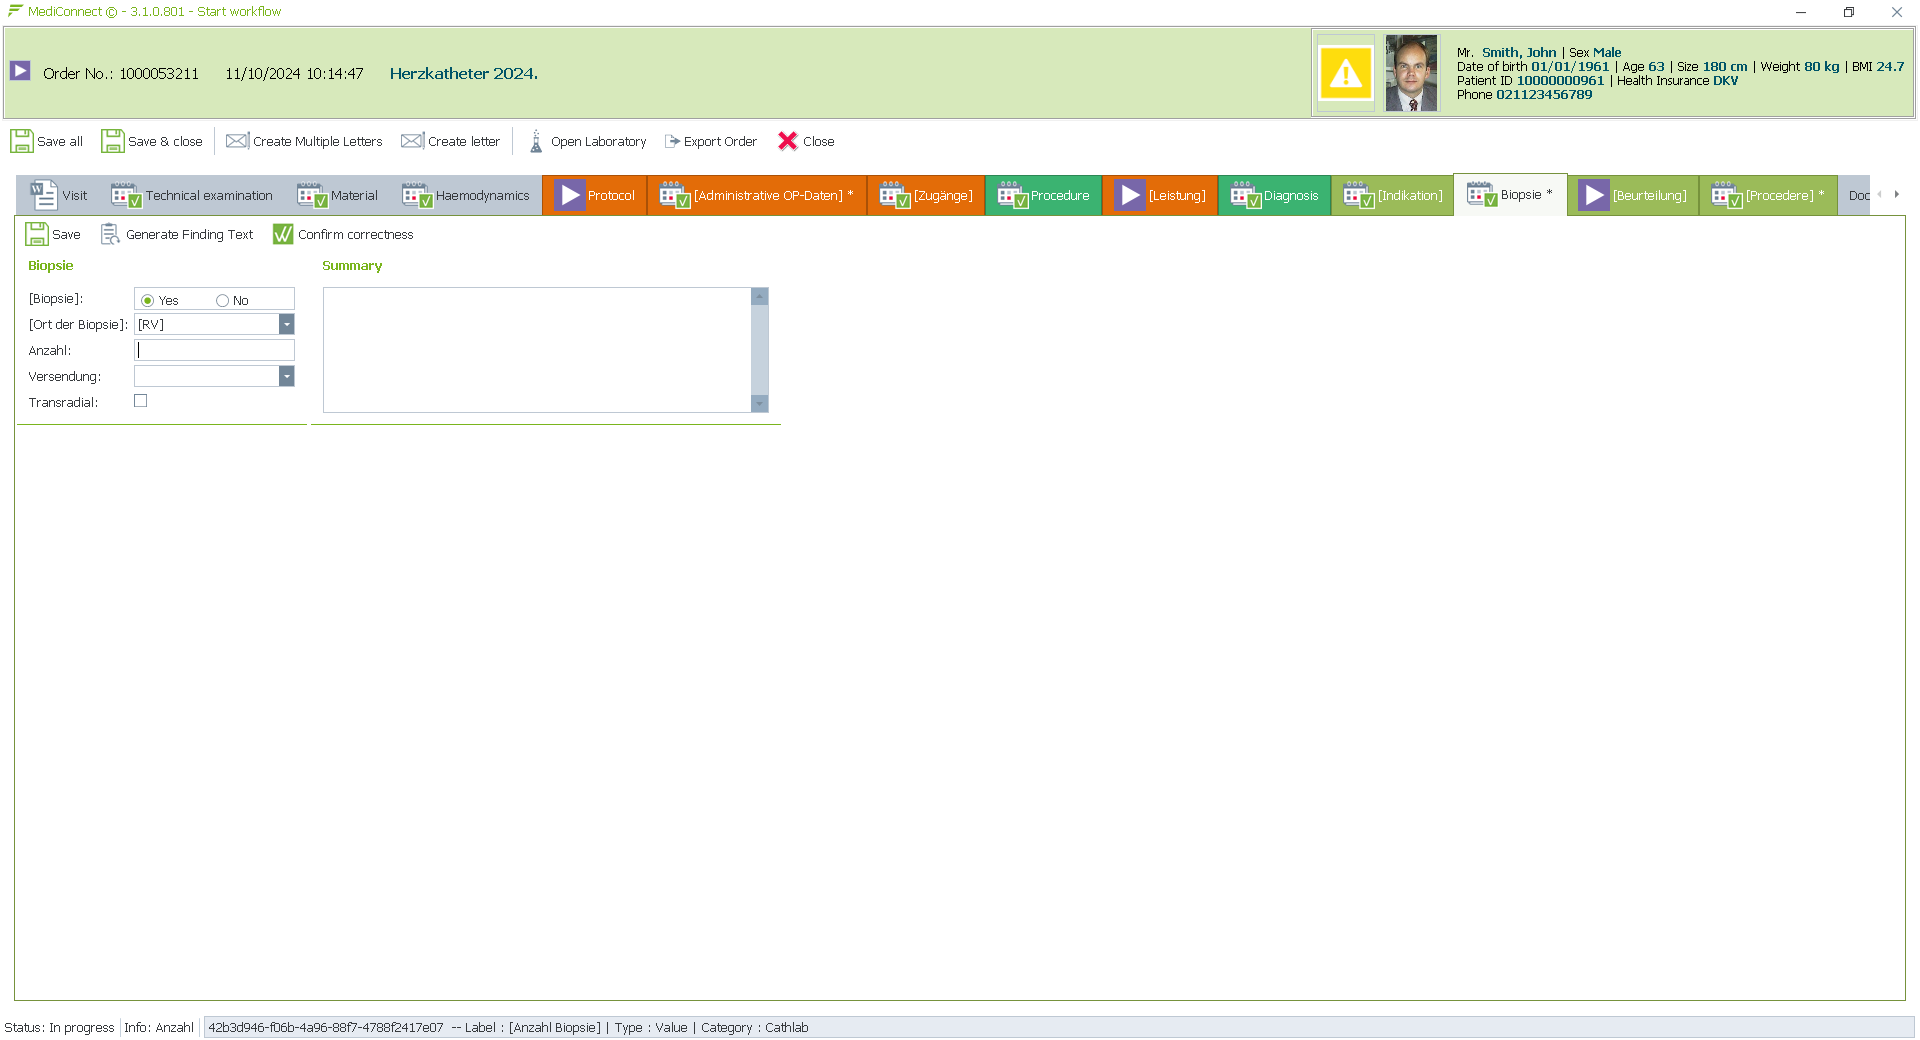 MediConnect © - 3.1.0.801 - Start workflow
Order No.: 1000053211 11/10/2024 10:14:47 Herzkatheter 2024.
Mr. Smith, John | Sex Male
Date of birth 01/01/1961 | Age 63 | Size 180 cm | Weight 80 kg | BMI 24.7
Patient ID 10000000961 | Health Insurance DKV
Phone 021123456789
Save all Save & close Create Multiple Letters Create letter Open Laboratory Export Order Close
Visit Technical examination Material Haemodynamics Protocol [Administrative OP-Daten] * [Zugänge] Procedure [Leistung] Diagnosis [Indikation] Biopsie * [Beurteilung] [Procedere] * Doc
Save Generate Finding Text Confirm correctness
Biopsie Summary
[Biopsie]: Yes No
[Ort der Biopsie]: [RV]
Anzahl:
Versendung:
Transradial:
Status: In progress Info: Anzahl 42b3d946-f06b-4a96-88f7-4788f2417e07 -- Label : [Anzahl Biopsie] | Type : Value | Category : Cathlab